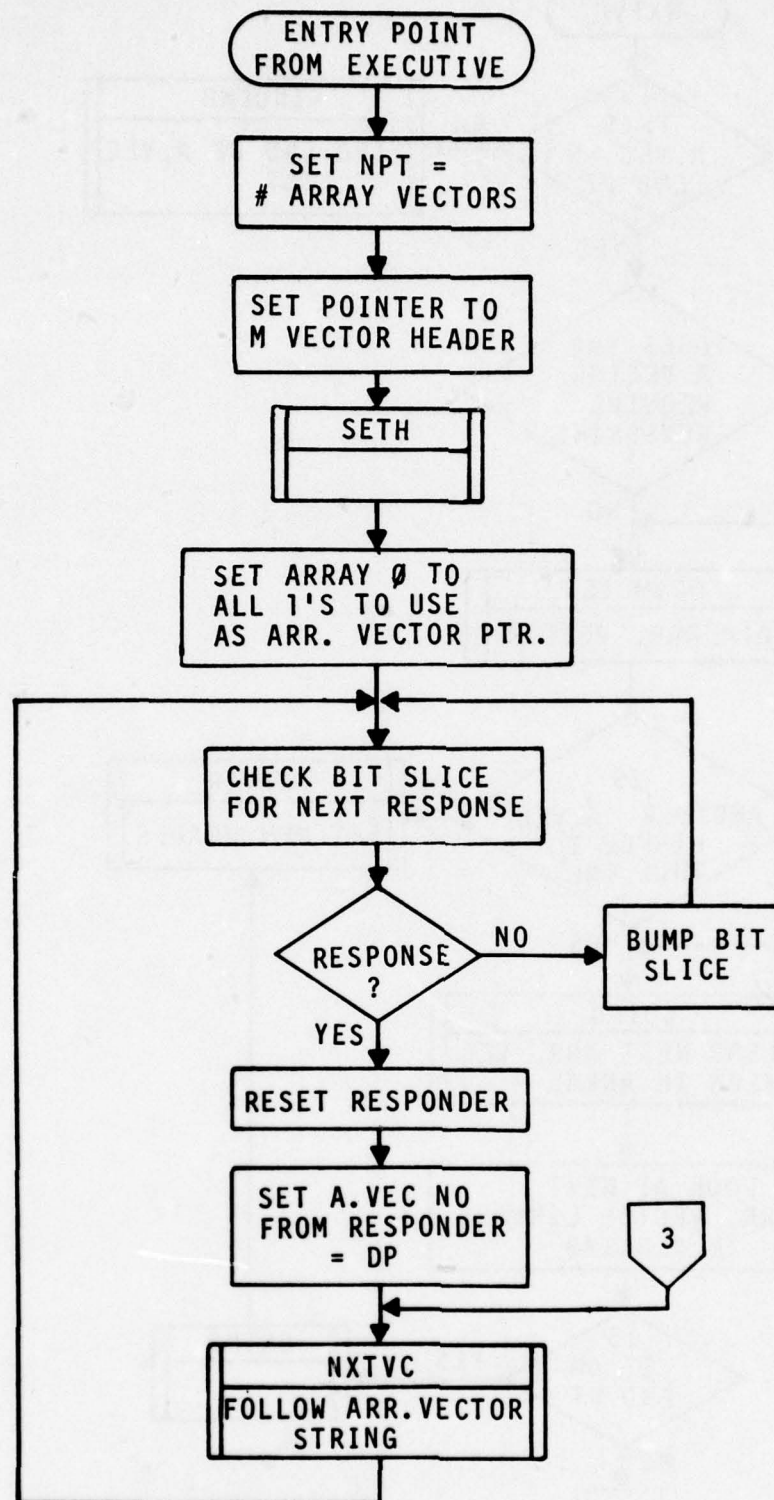 ENTRY POINT
FROM EXECUTIVE
SET NPT =
# ARRAY VECTORS
SET POINTER TO
M VECTOR HEADER
SETH
SET ARRAY Ø TO
ALL 1'S TO USE
AS ARR. VECTOR PTR.
CHECK BIT SLICE
FOR NEXT RESPONSE
RESPONSE
?
NO
BUMP BIT
SLICE
YES
RESET RESPONDER
SET A.VEC NO
FROM RESPONDER
= DP
3
NXTVC
FOLLOW ARR.VECTOR
STRING